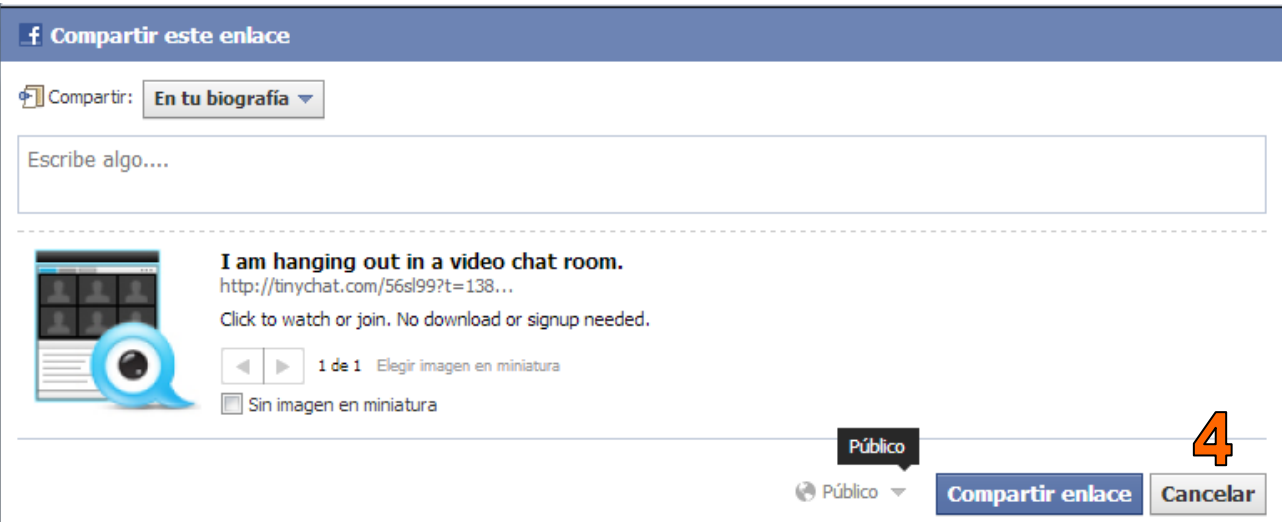 f Compartir este enlace
Compartir: En tu biografía
Escribe algo....
I am hanging out in a video chat room.
http://tinychat.com/56sl99?t=138...
Click to watch or join. No download or signup needed.
1 de 1 Elegir imagen en miniatura
Sin imagen en miniatura
Público
4
Público Compartir enlace Cancelar